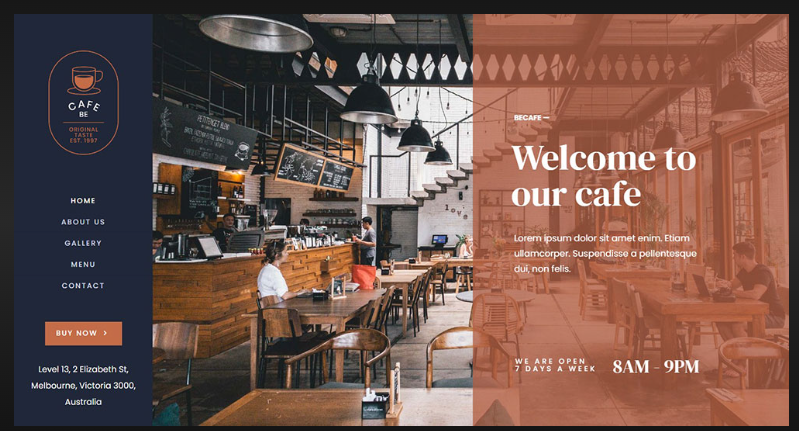 CAFE
BE
ORIGINAL
TASTE
EST. 1997
HOME
ABOUT US
GALLERY
MENU
CONTACT
BUY NOW >
Level 13, 2 Elizabeth St,
Melbourne, Victoria 3000,
Australia
love
BECAFE —
Welcome to
our cafe
Lorem ipsum dolor sit amet enim. Etiam
ullamcorper. Suspendisse a pellentesque
dui, non felis.
WE ARE OPEN
7 DAYS A WEEK
8AM - 9PM